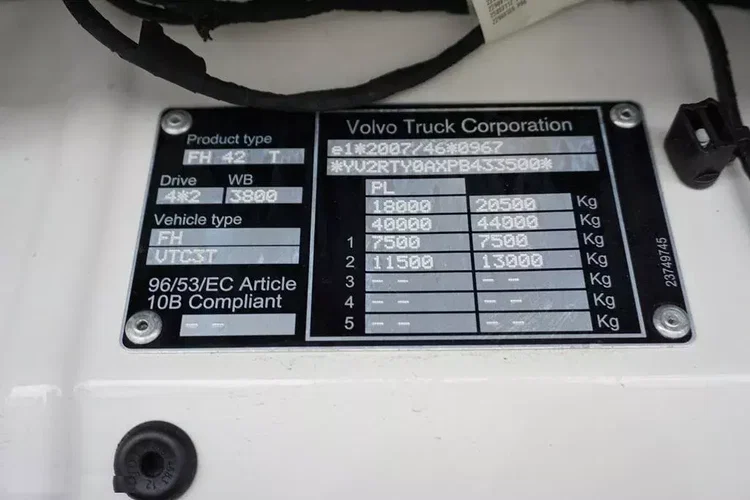 Product type
FH 42 T
Drive WB
4*2 3800
Vehicle type
FH
VTC3T
96/53/EC Article
10B Compliant
-- --
Volvo Truck Corporation
e1*2007/46*0967
*YV2RTY0AXPB433500*
PL
18000 20500 Kg
40000 44000 Kg
1 7500 7500 Kg
2 11500 13000 Kg
3 -- -- -- -- Kg
4 -- -- -- -- Kg
5 -- -- -- -- Kg
23749745